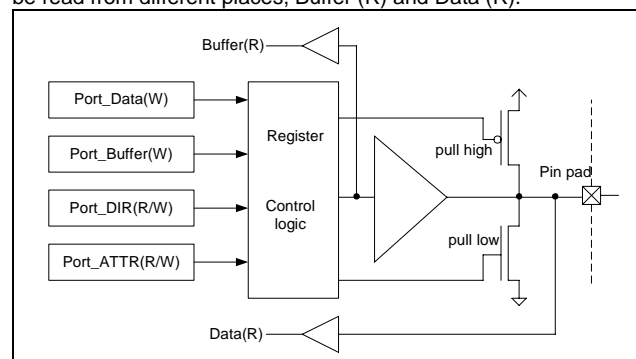 be read from different places, Buffer (R) and Data (R).
Buffer(R)
Port_Data(W)
Port_Buffer(W)
Port_DIR(R/W)
Port_ATTR(R/W)
Register
Control
logic
pull high
Pin pad
pull low
Data(R)